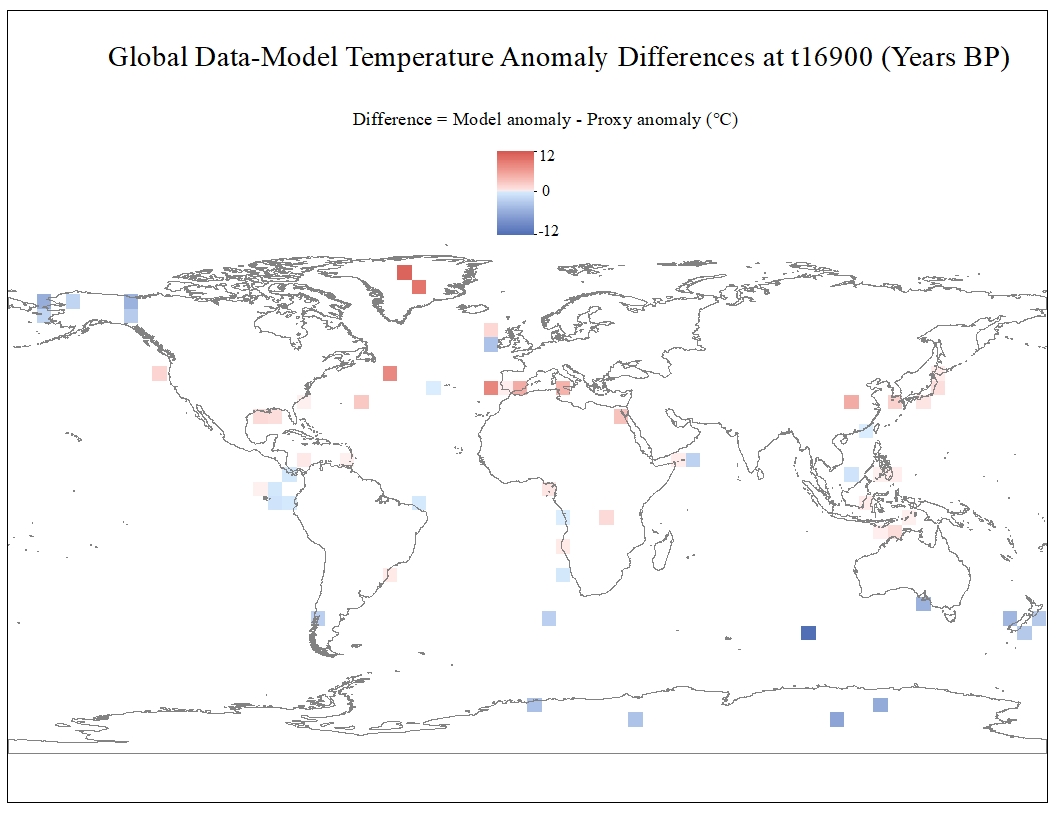 Global Data-Model Temperature Anomaly Differences at t16900 (Years BP)
Difference = Model anomaly - Proxy anomaly (°C)
12
0
-12